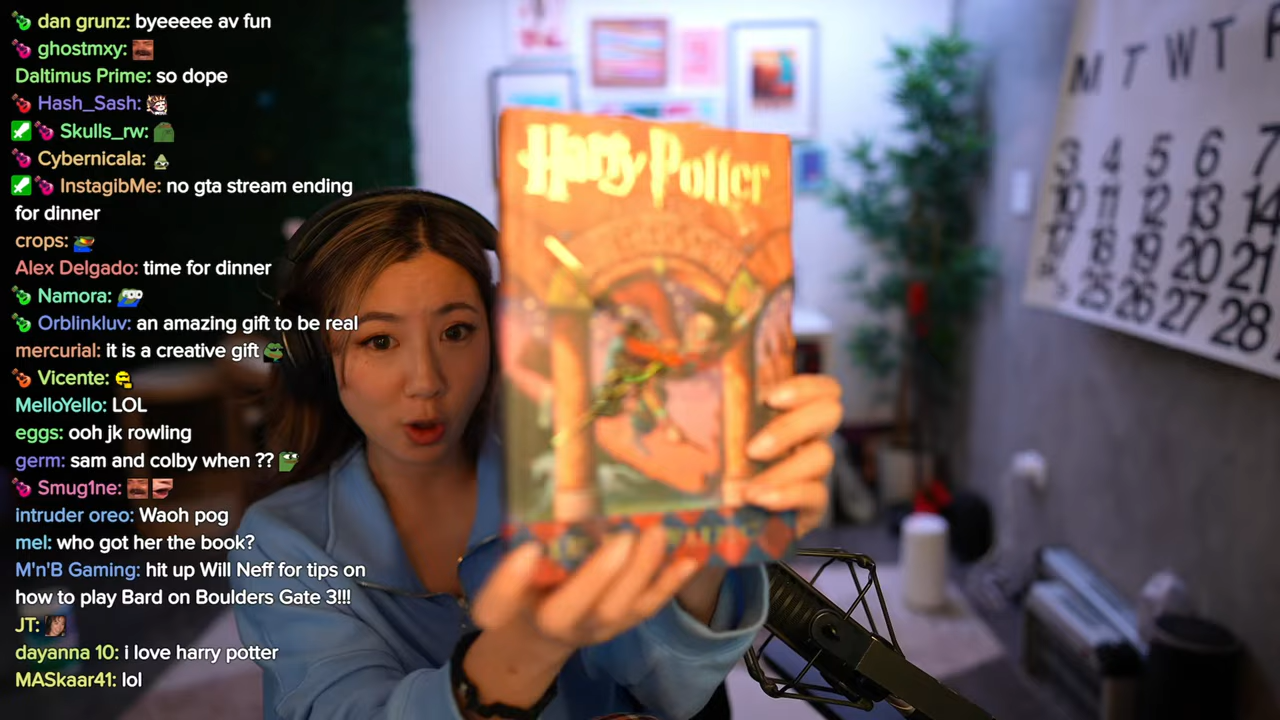 dan grunz: byeeeee av fun
ghostmxy:
Daltimus Prime: so dope
Hash_Sash:
Skulls_rw:
Cybernicala:
InstagibMe: no gta stream ending
for dinner
crops:
Alex Delgado: time for dinner
Namora:
Orblinkluv: an amazing gift to be real
mercurial: it is a creative gift
Vicente:
MelloYello: LOL
eggs: ooh jk rowling
germ: sam and colby when ??
Smug1ne:
intruder oreo: Waoh pog
mel: who got her the book?
M'n'B Gaming: hit up Will Neff for tips on
how to play Bard on Boulders Gate 3!!!
JT:
dayanna 10: i love harry potter
MASkaar41: lol
Harry Potter
M T W T F
3 4 5 6 7
10 11 12 13 14
17 18 19 20 21
25 26 27 28